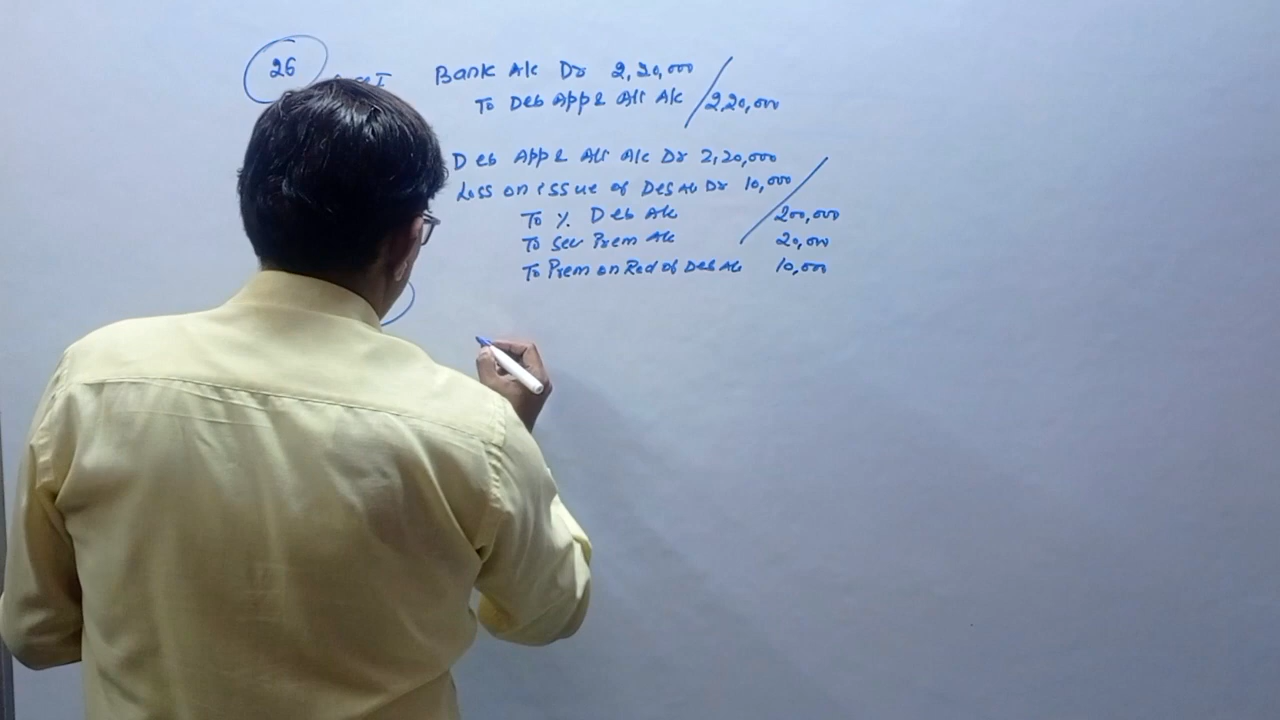 26
Bank A/c Dr 2,20,000
To Deb App & All A/c 2,20,000
Deb App & All A/c Dr 2,20,000
Loss on issue of Deb A/c Dr 10,000
To % Deb A/c 200,000
To Sec Prem A/c 20,000
To Prem on Red of Deb A/c 10,000